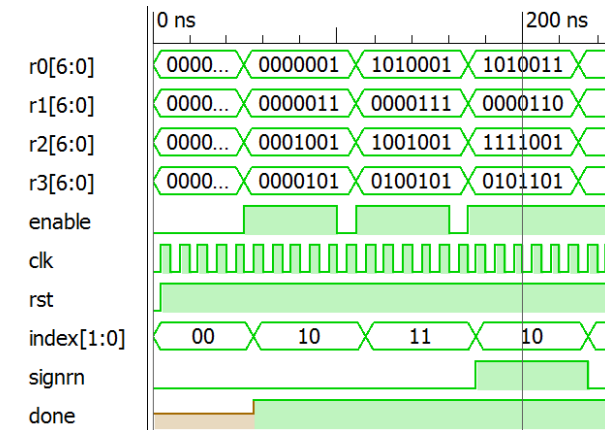 0 ns 200 ns
r0[6:0] 0000... 0000001 1010001 1010011
r1[6:0] 0000... 0000011 0000111 0000110
r2[6:0] 0000... 0001001 1001001 1111001
r3[6:0] 0000... 0000101 0100101 0101101
enable
clk
rst
index[1:0] 00 10 11 10
signrn
done